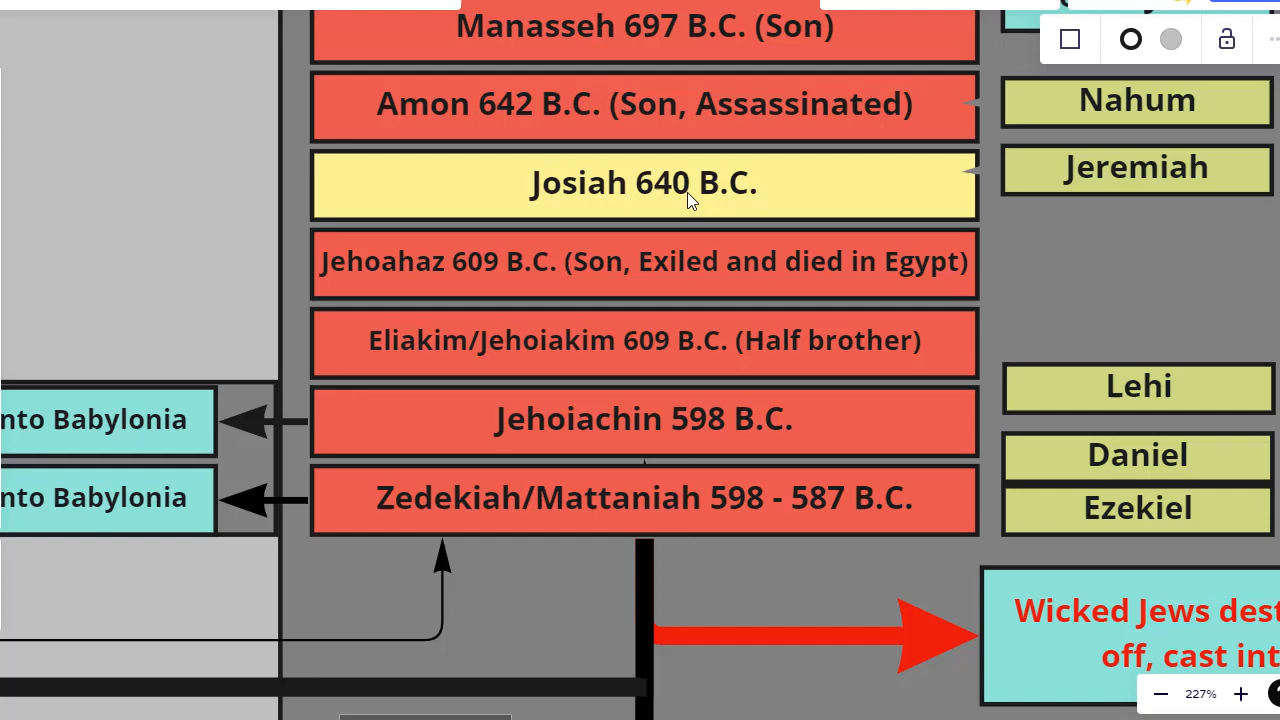 Manasseh 697 B.C. (Son)
Amon 642 B.C. (Son, Assassinated)
Nahum
Josiah 640 B.C.
Jeremiah
Jehoahaz 609 B.C. (Son, Exiled and died in Egypt)
Eliakim/Jehoiakim 609 B.C. (Half brother)
Lehi
nto Babylonia
Jehoiachin 598 B.C.
Daniel
nto Babylonia
Zedekiah/Mattaniah 598 - 587 B.C.
Ezekiel
Wicked Jews dest
off, cast int
227%